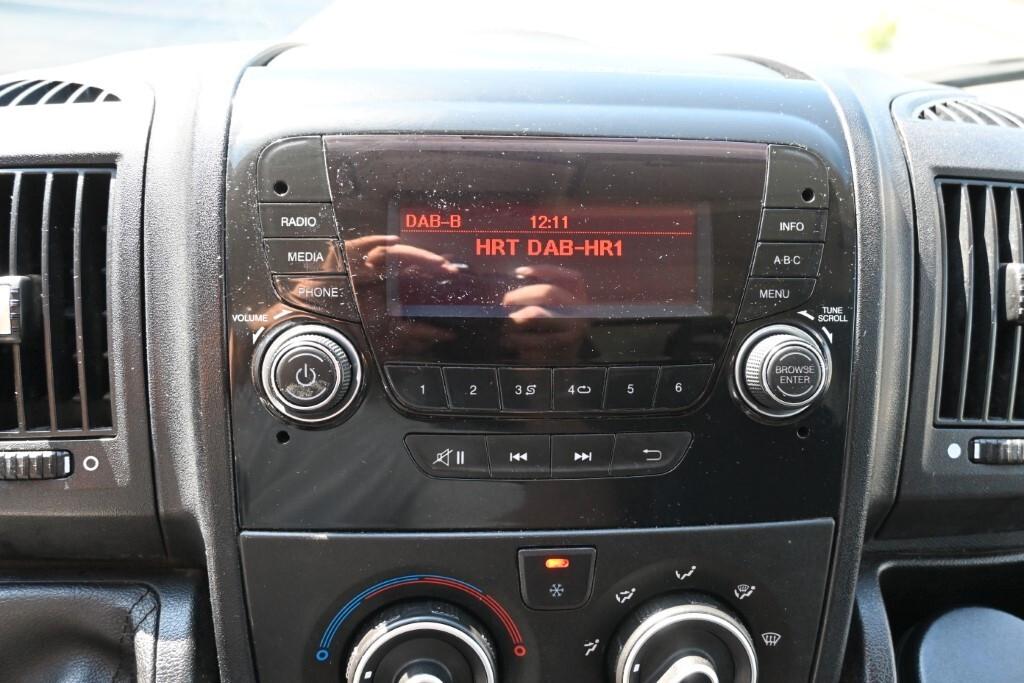 RADIO
MEDIA
PHONE
VOLUME
DAB-B 12:11
HRT DAB-HR1
INFO
A·B·C
MENU
TUNE
SCROLL
BROWSE
ENTER
1 2 3 4 5 6